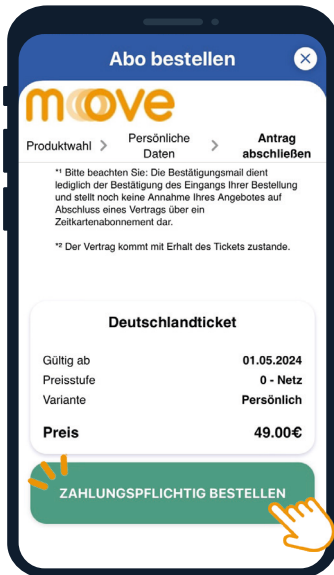 Abo bestellen
moove
Produktwahl > Persönliche Daten > Antrag abschließen
*¹ Bitte beachten Sie: Die Bestätigungsmail dient
lediglich der Bestätigung des Eingangs Ihrer Bestellung
und stellt noch keine Annahme Ihres Angebotes auf
Abschluss eines Vertrags über ein
Zeitkartenabonnement dar.
*² Der Vertrag kommt mit Erhalt des Tickets zustande.
Deutschlandticket
Gültig ab 01.05.2024
Preisstufe 0 - Netz
Variante Persönlich
Preis 49.00€
ZAHLUNGSPFLICHTIG BESTELLEN